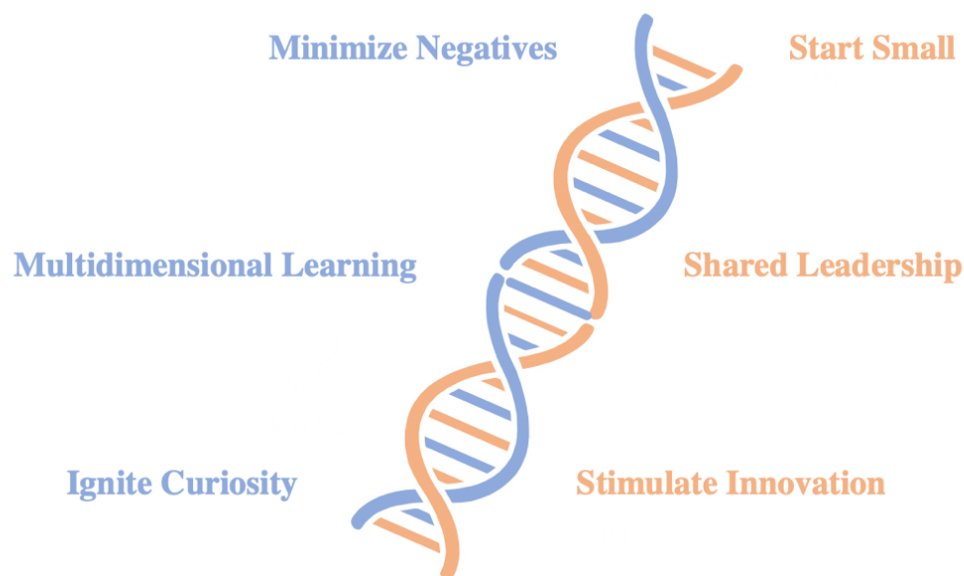 Minimize Negatives
Start Small
Multidimensional Learning
Shared Leadership
Ignite Curiosity
Stimulate Innovation